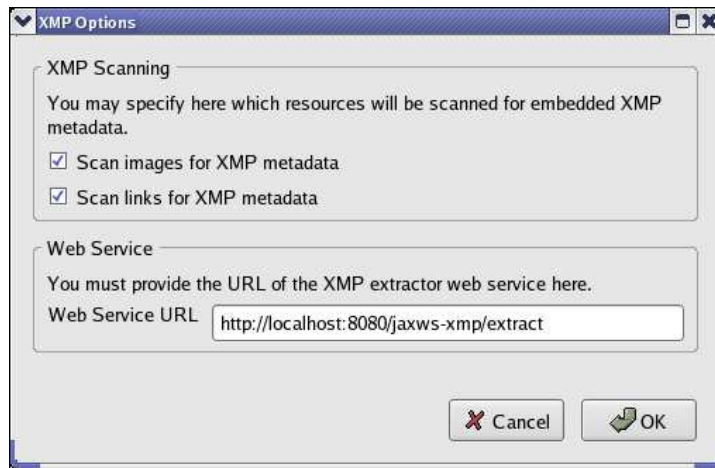 XMP Options
XMP Scanning
You may specify here which resources will be scanned for embedded XMP
metadata.
Scan images for XMP metadata
Scan links for XMP metadata
Web Service
You must provide the URL of the XMP extractor web service here.
Web Service URL http://localhost:8080/jaxws-xmp/extract
Cancel OK